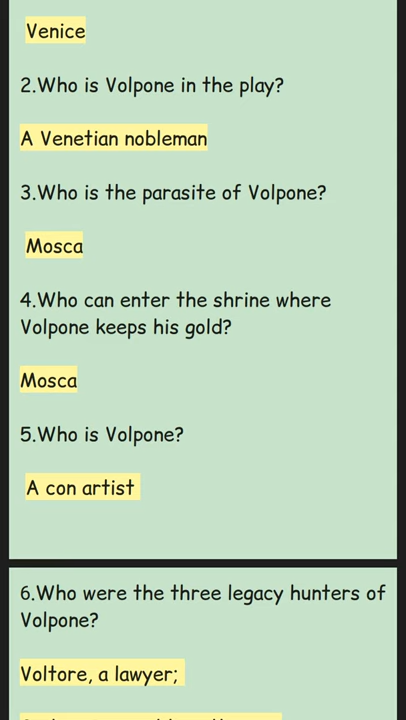 Venice
2.Who is Volpone in the play?
A Venetian nobleman
3.Who is the parasite of Volpone?
Mosca
4.Who can enter the shrine where
Volpone keeps his gold?
Mosca
5.Who is Volpone?
A con artist
6.Who were the three legacy hunters of
Volpone?
Voltore, a lawyer;